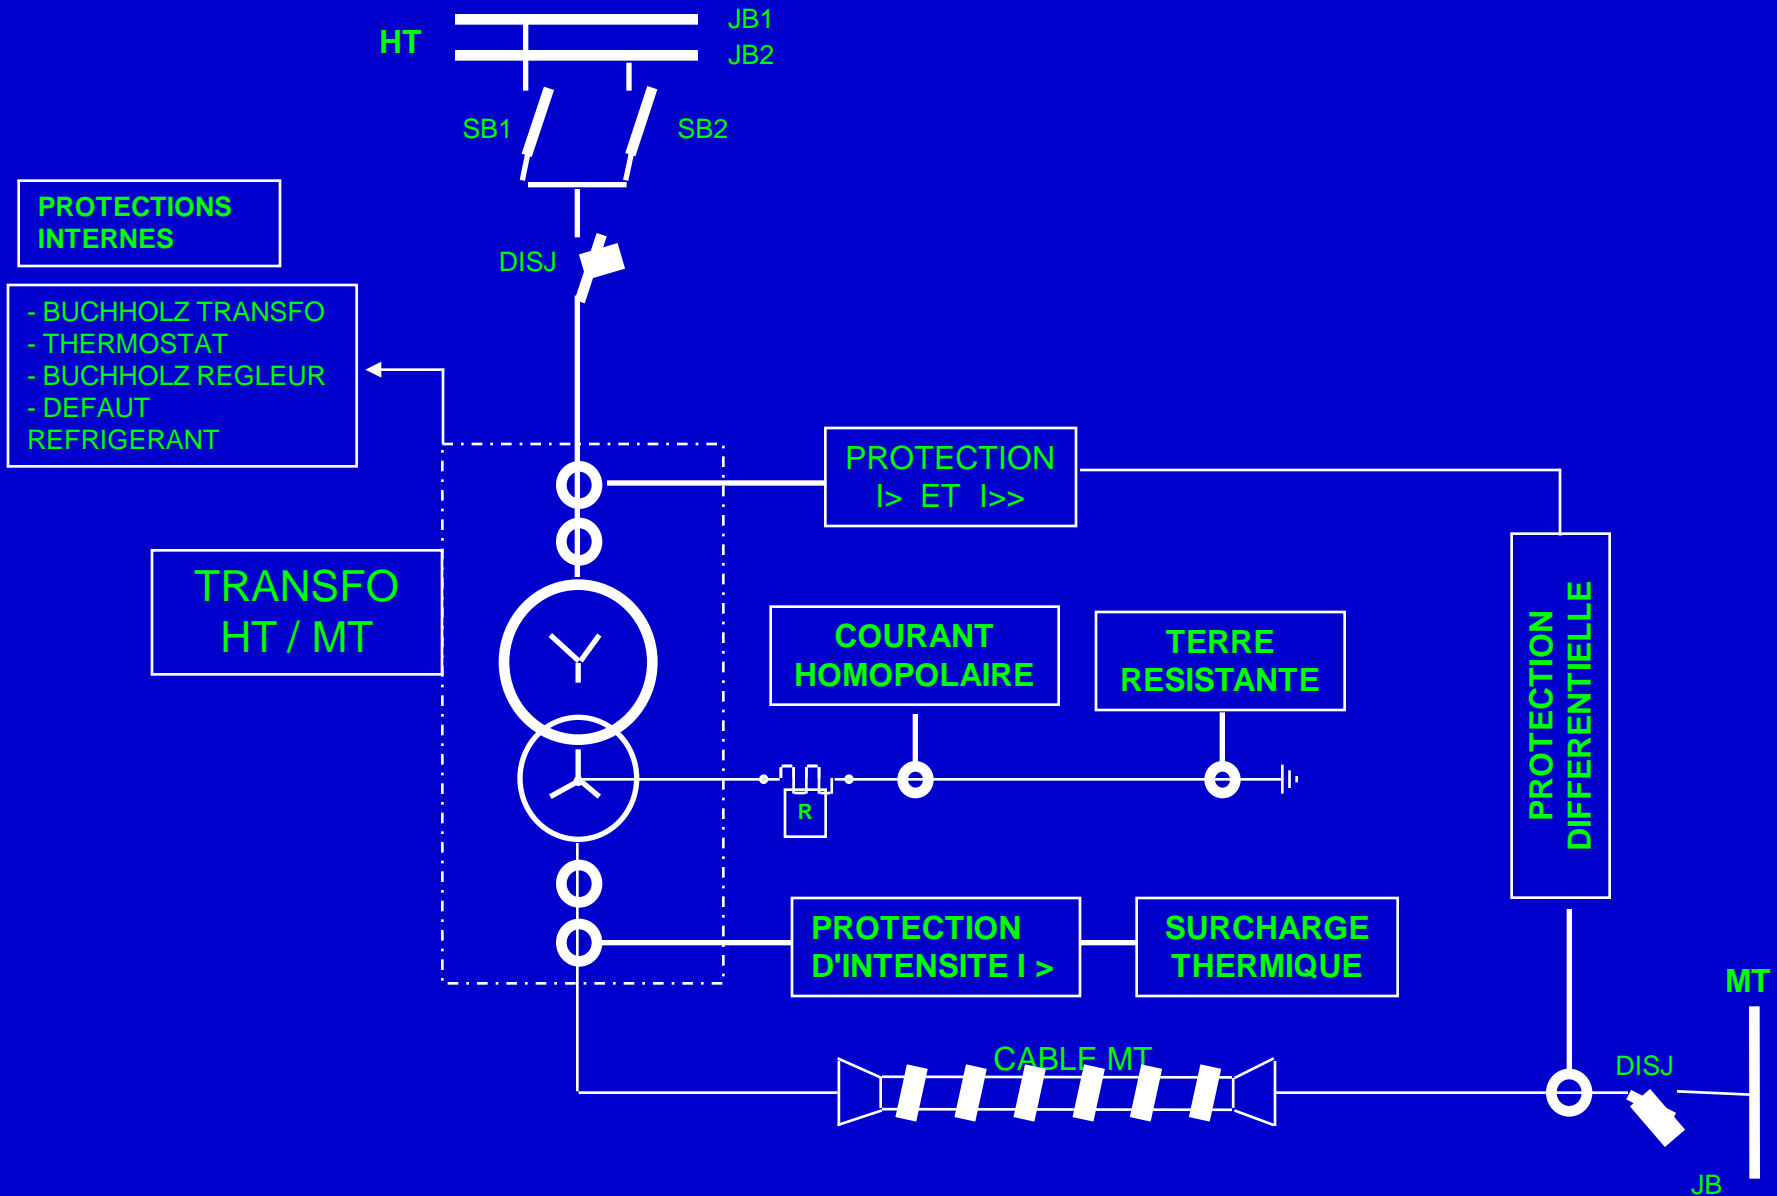 HT
JB1
JB2
SB1
SB2
PROTECTIONS
INTERNES
DISJ
- BUCHHOLZ TRANSFO
- THERMOSTAT
- BUCHHOLZ REGLEUR
- DEFAUT
REFRIGERANT
PROTECTION
I> ET I>>
TRANSFO
HT / MT
COURANT
HOMOPOLAIRE
TERRE
RESISTANTE
PROTECTION
DIFFERENTIELLE
R
PROTECTION
D'INTENSITE I >
SURCHARGE
THERMIQUE
MT
CABLE MT
DISJ
JB